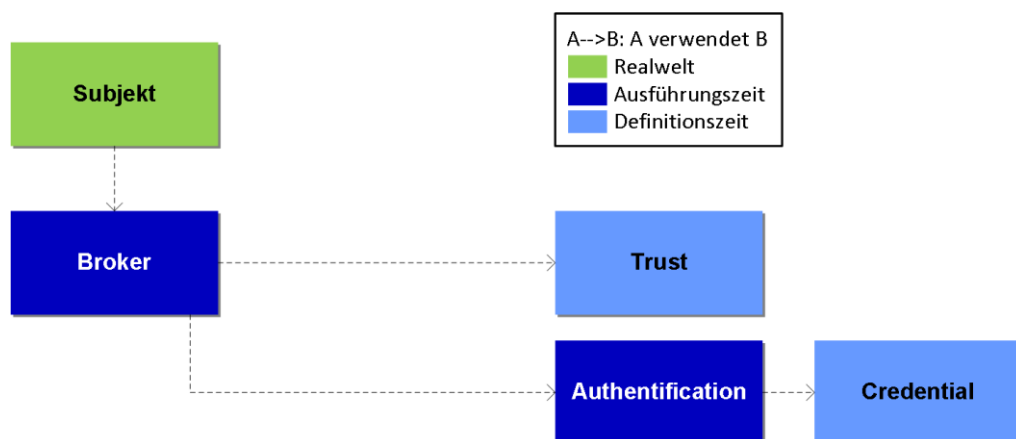 A-->B: A verwendet B
Realwelt
Ausführungszeit
Definitionszeit
Subjekt
Broker
Trust
Authentification
Credential